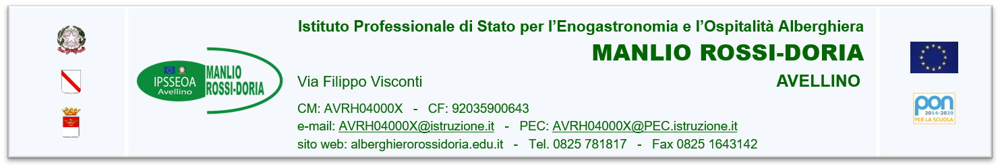 Istituto Professionale di Stato per l’Enogastronomia e l’Ospitalità Alberghiera
MANLIO ROSSI-DORIA
IPSSEOA
Avellino
MANLIO
ROSSI-DORIA
Via Filippo Visconti
AVELLINO
CM: AVRH04000X - CF: 92035900643
e-mail: AVRH04000X@istruzione.it - PEC: AVRH04000X@PEC.istruzione.it
sito web: alberghierorossidoria.edu.it - Tel. 0825 781817 - Fax 0825 1643142
pon
2014-2020
PER LA SCUOLA